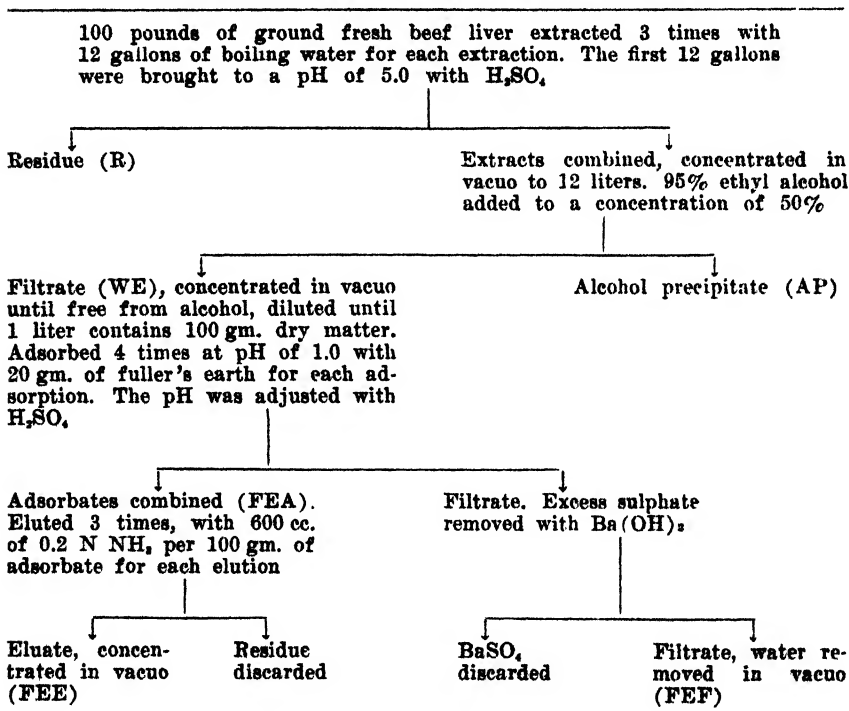 100 pounds of ground fresh beef liver extracted 3 times with
12 gallons of boiling water for each extraction. The first 12 gallons
were brought to a pH of 5.0 with H₂SO₄
Residue (R)
Extracts combined, concentrated in
vacuo to 12 liters. 95% ethyl alcohol
added to a concentration of 50%
Filtrate (WE), concentrated in vacuo
until free from alcohol, diluted until
1 liter contains 100 gm. dry matter.
Adsorbed 4 times at pH of 1.0 with
20 gm. of fuller's earth for each ad-
sorption. The pH was adjusted with
H₂SO₄
Alcohol precipitate (AP)
Adsorbates combined (FEA).
Eluted 3 times, with 600 cc.
of 0.2 N NH₃ per 100 gm. of
adsorbate for each elution
Filtrate. Excess sulphate
removed with Ba(OH)₂
Eluate, concen-
trated in vacuo
(FEE)
Residue
discarded
BaSO₄
discarded
Filtrate, water re-
moved in vacuo
(FEF)